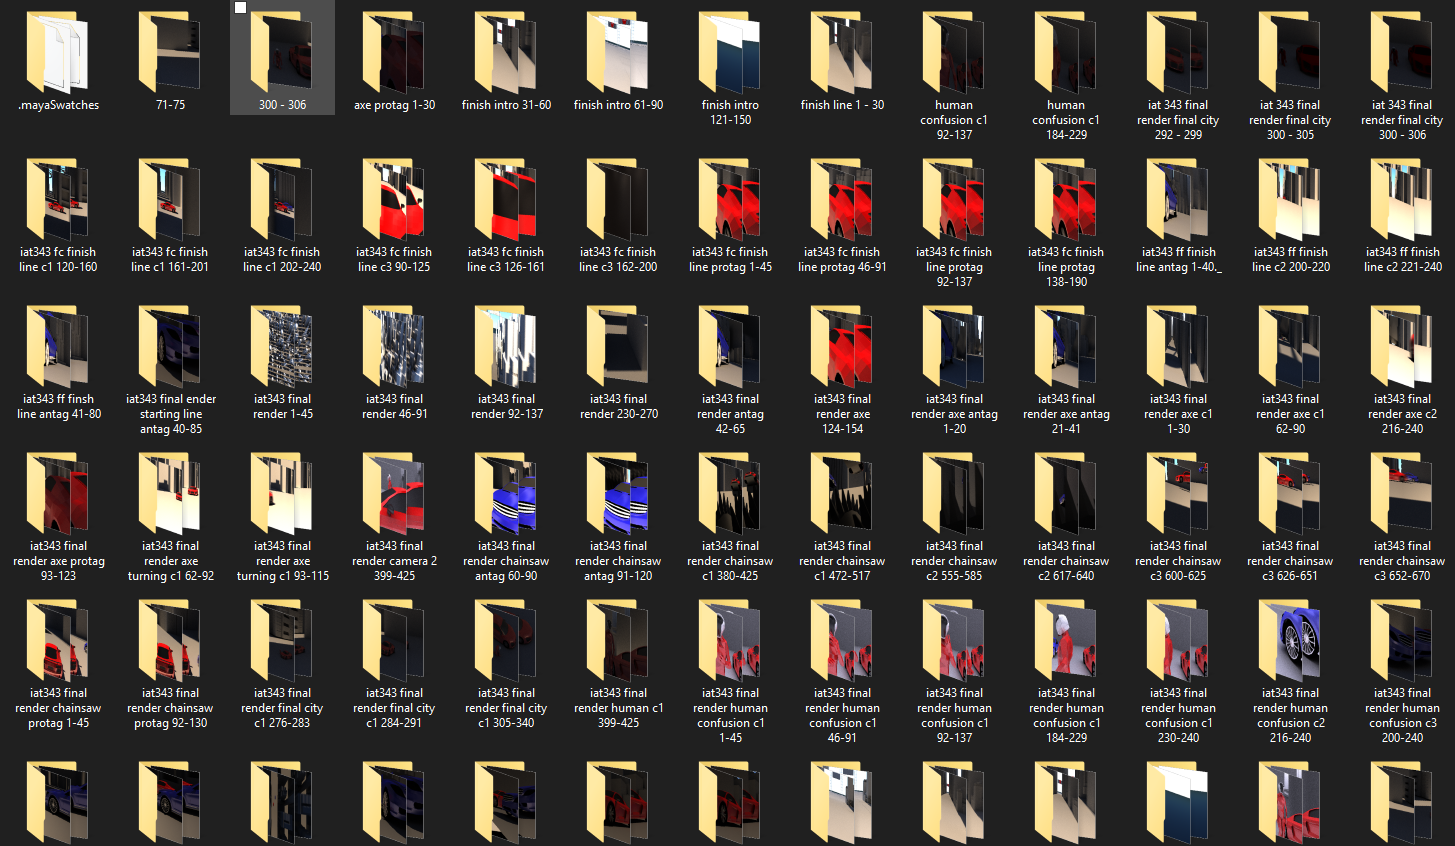 .mayaSwatches
71-75
300 - 306
axe protag 1-30
finish intro 31-60
finish intro 61-90
finish intro
121-150
finish line 1 - 30
human
confusion c1
92-137
human
confusion c1
184-229
iat 343 final
render final city
292 - 299
iat 343 final
render final city
300 - 305
iat 343 final
render final city
300 - 306
iat343 fc finish
line c1 120-160
iat343 fc finish
line c1 161-201
iat343 fc finish
line c1 202-240
iat343 fc finish
line c3 90-125
iat343 fc finish
line c3 126-161
iat343 fc finish
line c3 162-200
iat343 fc finish
line protag 1-45
iat343 fc finish
line protag 46-91
iat343 fc finish
line protag
92-137
iat343 fc finish
line protag
138-190
iat343 ff finish
line antag 1-40._
iat343 ff finish
line c2 200-220
iat343 ff finish
line c2 221-240
iat343 ff finsh
line antag 41-80
iat343 final ender
starting line
antag 40-85
iat343 final
render 1-45
iat343 final
render 46-91
iat343 final
render 92-137
iat343 final
render 230-270
iat343 final
render antag
42-65
iat343 final
render axe
124-154
iat343 final
render axe antag
1-20
iat343 final
render axe antag
21-41
iat343 final
render axe c1
1-30
iat343 final
render axe c1
62-90
iat343 final
render axe c2
216-240
iat343 final
render axe protag
93-123
iat343 final
render axe
turning c1 62-92
iat343 final
render axe
turning c1 93-115
iat343 final
render camera 2
399-425
iat343 final
render chainsaw
antag 60-90
iat343 final
render chainsaw
antag 91-120
iat343 final
render chainsaw
c1 380-425
iat343 final
render chainsaw
c1 472-517
iat343 final
render chainsaw
c2 555-585
iat343 final
render chainsaw
c2 617-640
iat343 final
render chainsaw
c3 600-625
iat343 final
render chainsaw
c3 626-651
iat343 final
render chainsaw
c3 652-670
iat343 final
render chainsaw
protag 1-45
iat343 final
render chainsaw
protag 92-130
iat343 final
render final city
c1 276-283
iat343 final
render final city
c1 284-291
iat343 final
render final city
c1 305-340
iat343 final
render human c1
399-425
iat343 final
render human
confusion c1
1-45
iat343 final
render human
confusion c1
46-91
iat343 final
render human
confusion c1
92-137
iat343 final
render human
confusion c1
184-229
iat343 final
render human
confusion c1
230-240
iat343 final
render human
confusion c2
216-240
iat343 final
render human
confusion c3
200-240